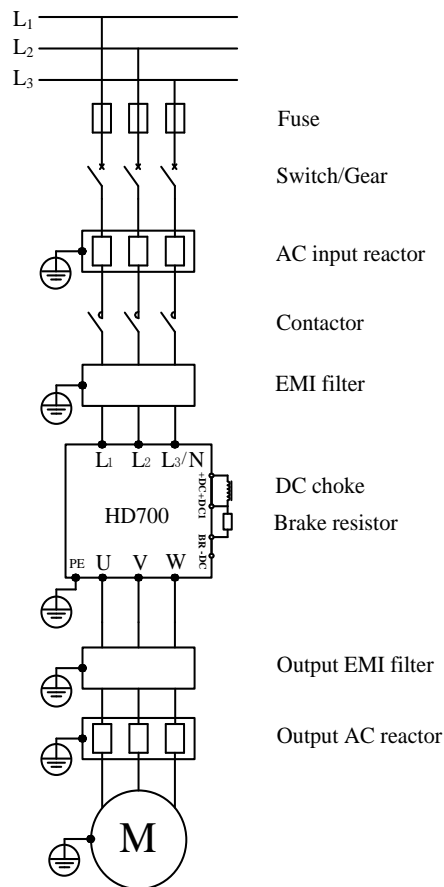 L1
L2
L3
Fuse
Switch/Gear
AC input reactor
Contactor
EMI filter
L1 L2 L3/N
+DC +DC1
DC choke
HD700
Brake resistor
BR -DC
PE U V W
Output EMI filter
Output AC reactor
M